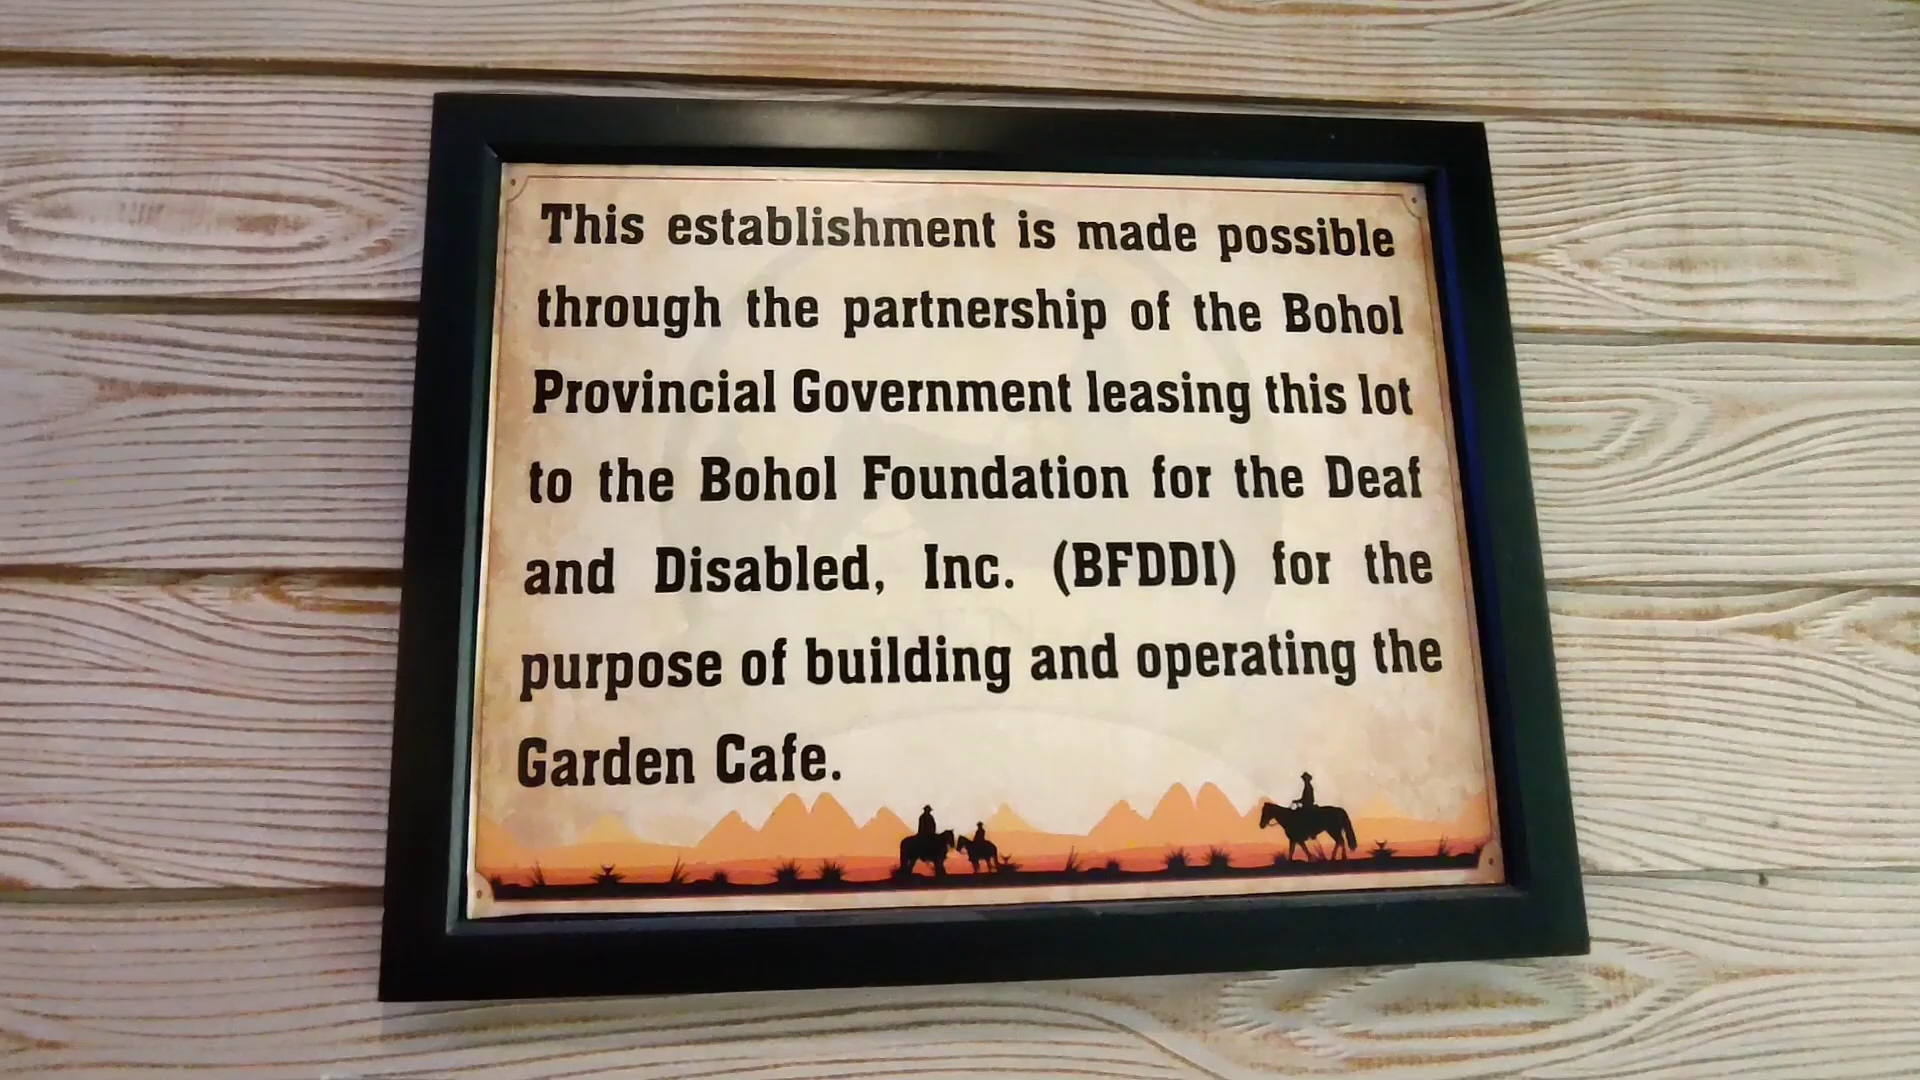 This establishment is made possible
through the partnership of the Bohol
Provincial Government leasing this lot
to the Bohol Foundation for the Deaf
and Disabled, Inc. (BFDDI) for the
purpose of building and operating the
Garden Cafe.